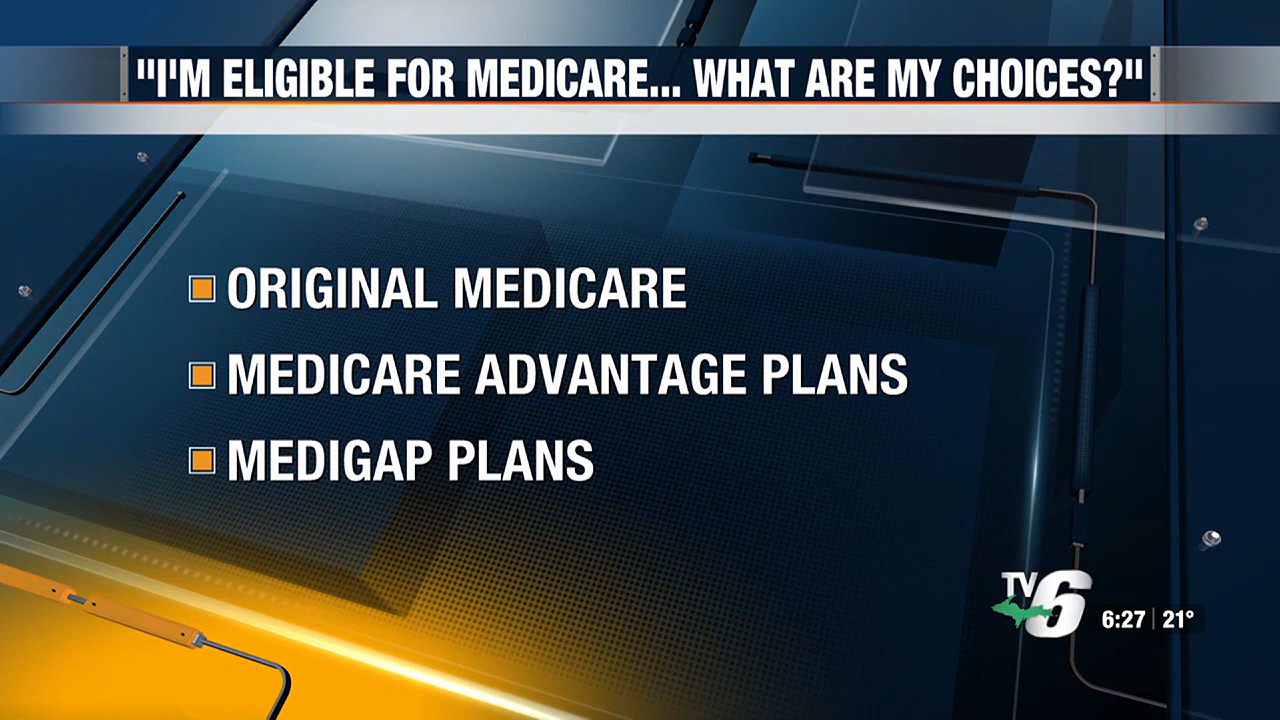 "I'M ELIGIBLE FOR MEDICARE... WHAT ARE MY CHOICES?"
ORIGINAL MEDICARE
MEDICARE ADVANTAGE PLANS
MEDIGAP PLANS
TV6
6:27 | 21°